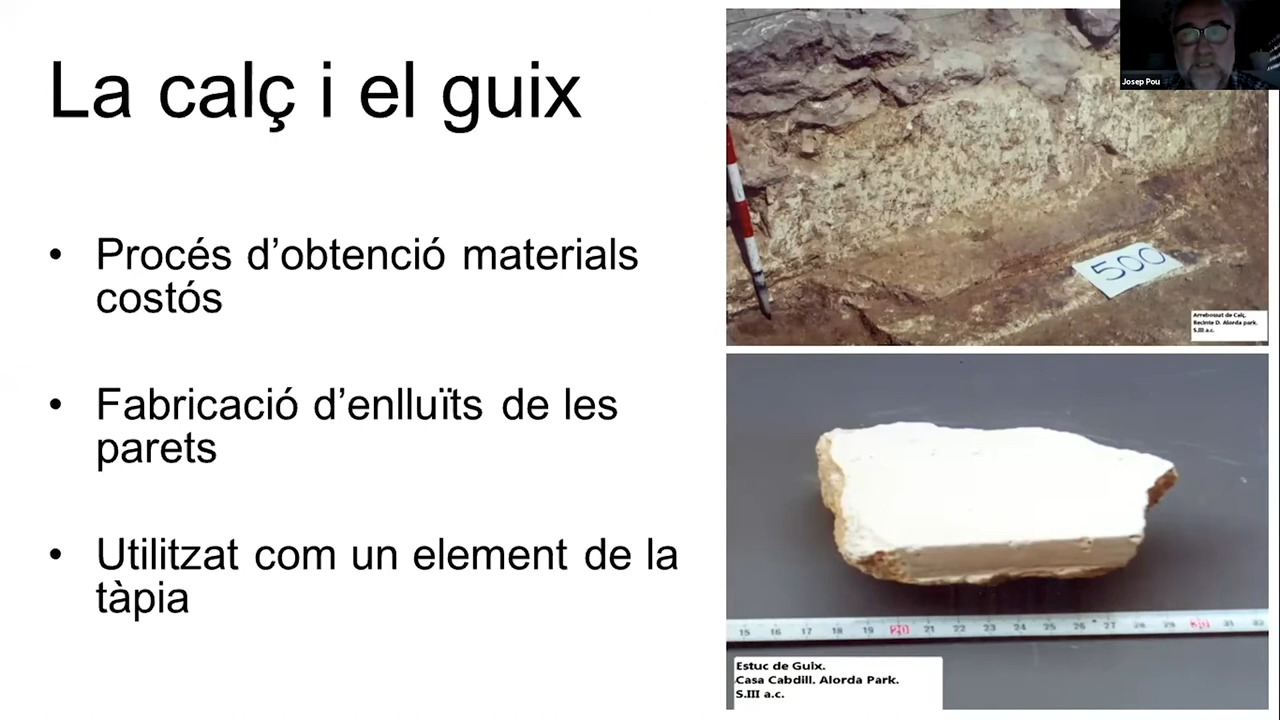 La calç i el guix
• Procés d’obtenció materials
costós
• Fabricació d’enlluïts de les
parets
• Utilitzat com un element de la
tàpia
Josep Pou
500
Arrebossat de Calç.
Recinte D. Alorda park.
S.III a.c.
15 16 17 18 19 20 21 22 23 24 25 26 27 28 29 30 31 32
Estuc de Guix.
Casa Cabdill. Alorda Park.
S.III a.c.